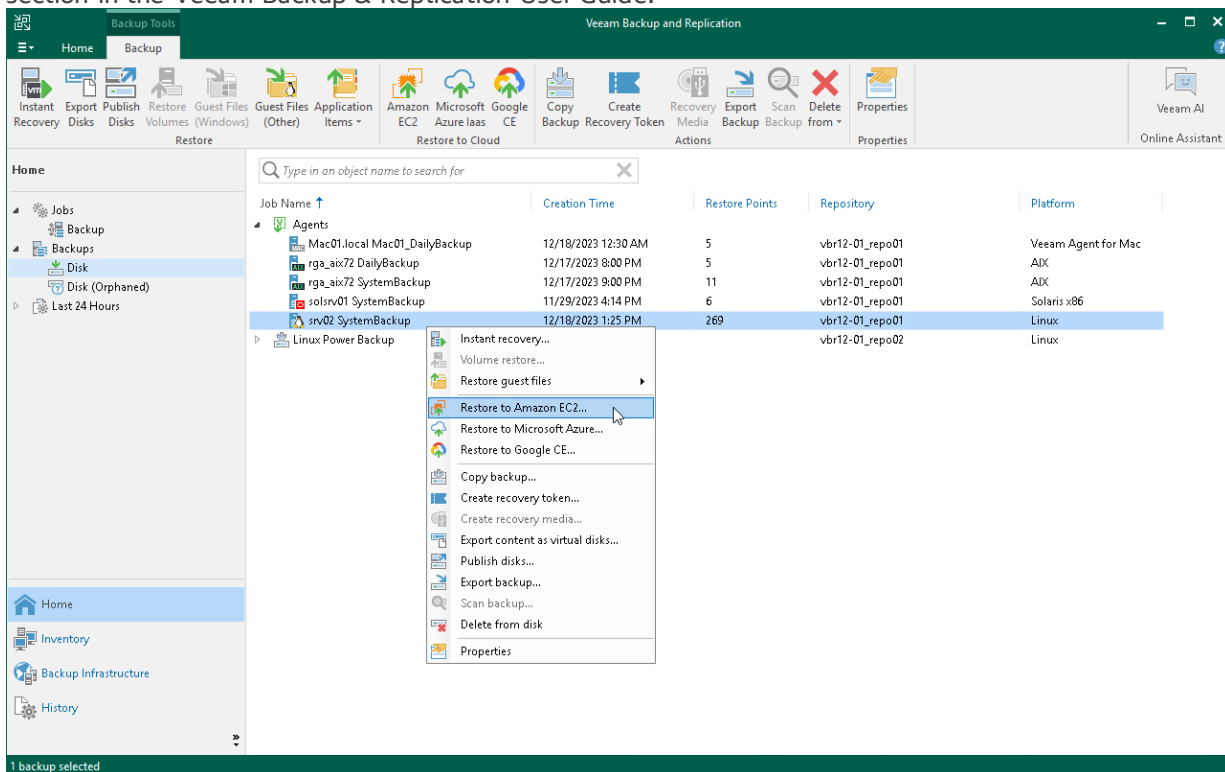 section in the Veeam Backup & Replication User Guide.
Backup Tools
Veeam Backup and Replication
Home Backup
Instant Recovery
Export Disks
Publish Disks
Restore Volumes
Guest Files (Windows)
Guest Files (Other)
Application Items
Amazon EC2
Microsoft Azure Iaas
Google CE
Copy Backup
Create Recovery Token
Recovery Media
Export Backup
Scan Backup
Delete from
Properties
Veeam AI
Restore
Restore to Cloud
Actions
Properties
Online Assistant
Home
Type in an object name to search for
Jobs
Backup
Backups
Disk
Disk (Orphaned)
Last 24 Hours
Job Name Creation Time Restore Points Repository Platform
Agents
Mac01.local Mac01_DailyBackup 12/18/2023 12:30 AM 5 vbr12-01_repo01 Veeam Agent for Mac
rga_aix72 DailyBackup 12/17/2023 8:00 PM 5 vbr12-01_repo01 AIX
rga_aix72 SystemBackup 12/17/2023 9:00 PM 11 vbr12-01_repo01 AIX
solsrv01 SystemBackup 11/29/2023 4:14 PM 6 vbr12-01_repo01 Solaris x86
srv02 SystemBackup 12/18/2023 1:25 PM 269 vbr12-01_repo01 Linux
Linux Power Backup vbr12-01_repo02 Linux
Instant recovery...
Volume restore...
Restore guest files
Restore to Amazon EC2...
Restore to Microsoft Azure...
Restore to Google CE...
Copy backup...
Create recovery token...
Create recovery media...
Export content as virtual disks...
Publish disks...
Export backup...
Scan backup...
Delete from disk
Properties
Home
Inventory
Backup Infrastructure
History
1 backup selected